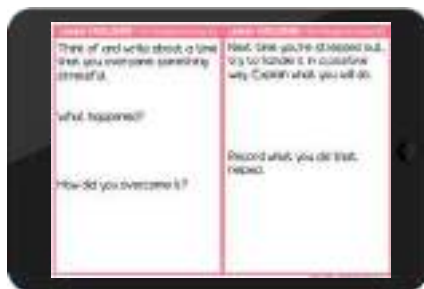 Think of and write about a time
that you overcame something
stressful.
what happened?
How did you overcome it?
Next time you're stressed out,
try to handle it in a positive
way. Explain what you will do.
Record what you did that
helped.